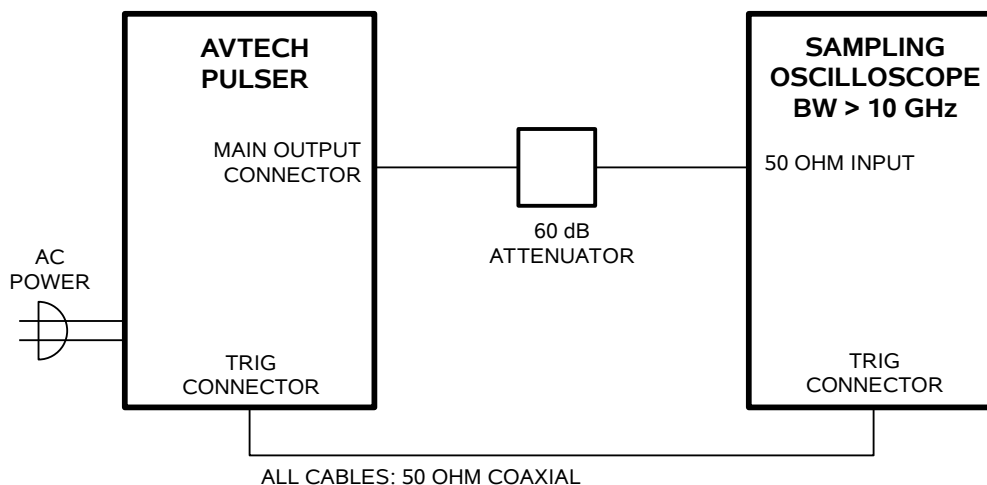 AVTECH
PULSER
MAIN OUTPUT
CONNECTOR
AC
POWER
TRIG
CONNECTOR
60 dB
ATTENUATOR
SAMPLING
OSCILLOSCOPE
BW > 10 GHz
50 OHM INPUT
TRIG
CONNECTOR
ALL CABLES: 50 OHM COAXIAL